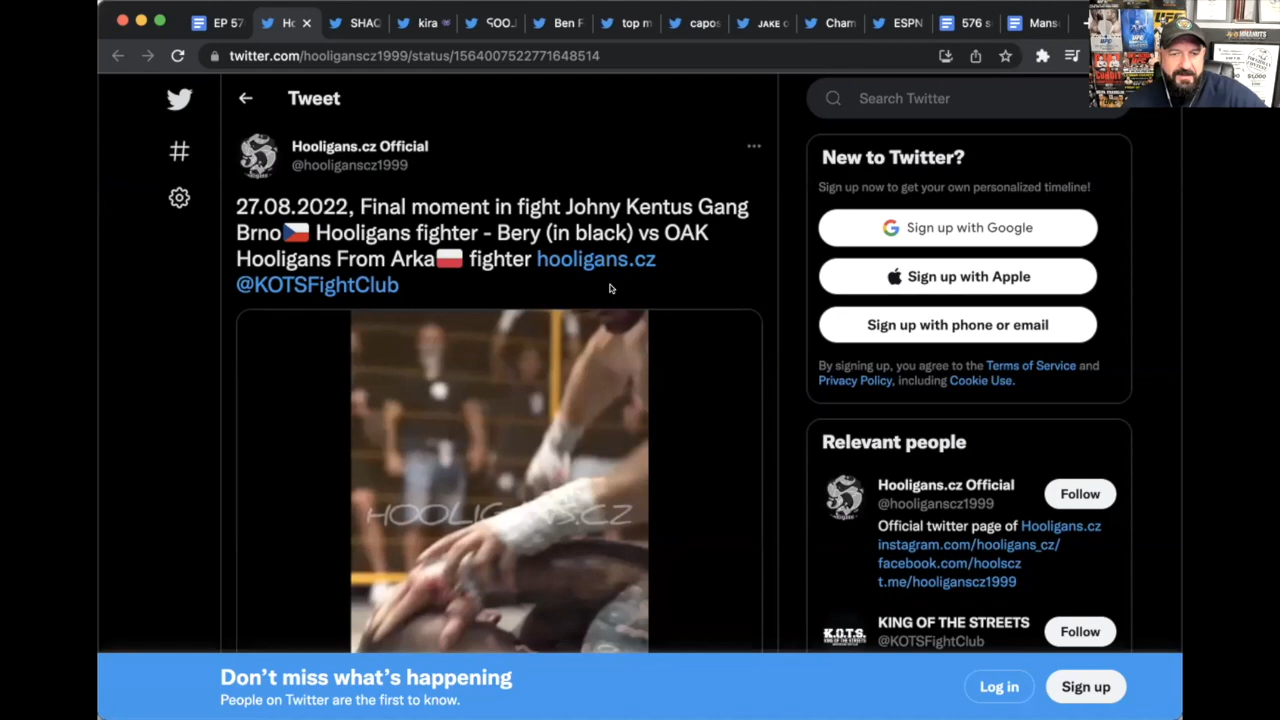 EP 57
Ho
SHAC
kira
ꟼOO
Ben F
top m
capos
JAKE
Cham
ESPN
576 s
Mans
twitter.com/hooliganscz1999/status/1564007522771648514
Tweet
Search Twitter
Hooligans.cz Official
@hooliganscz1999
27.08.2022, Final moment in fight Johny Kentus Gang
Brno🇨🇿 Hooligans fighter - Bery (in black) vs OAK
Hooligans From Arka🇵🇱 fighter hooligans.cz
@KOTSFightClub
HOOLIGANS.CZ
New to Twitter?
Sign up now to get your own personalized timeline!
Sign up with Google
Sign up with Apple
Sign up with phone or email
By signing up, you agree to the Terms of Service and
Privacy Policy, including Cookie Use.
Relevant people
Hooligans.cz Official
@hooliganscz1999
Follow
Official twitter page of Hooligans.cz
instagram.com/hooligans_cz/
facebook.com/hoolscz
t.me/hooliganscz1999
K.O.T.S.
KING OF THE STREETS
@KOTSFightClub
Follow
Don't miss what's happening
People on Twitter are the first to know.
Log in
Sign up